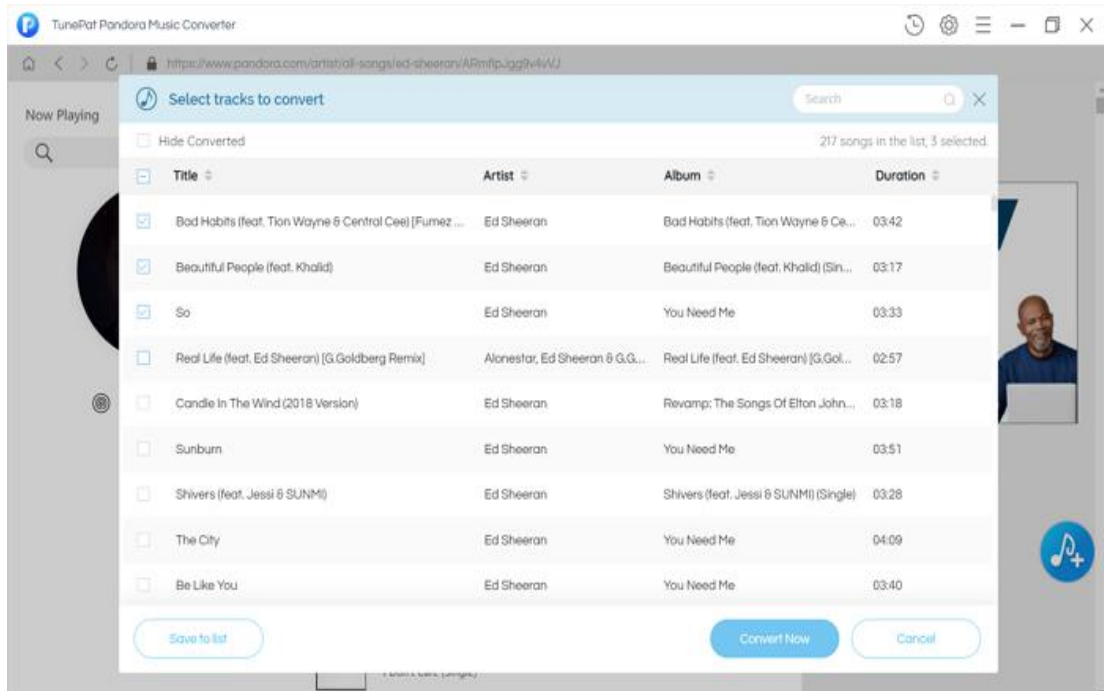 TunePat Pandora Music Converter
https://www.pandora.com/artist/all-songs/ed-sheeran/
Now Playing
Select tracks to convert
Search
Hide Converted
217 songs in the list, 3 selected.
Title Artist Album Duration
Bad Habits (feat. Tion Wayne & Central Cee) [Fumez ... Ed Sheeran Bad Habits (feat. Tion Wayne & Ce... 03:42
Beautiful People (feat. Khalid) Ed Sheeran Beautiful People (feat. Khalid) (Sin... 03:17
So Ed Sheeran You Need Me 03:33
Real Life (feat. Ed Sheeran) [G.Goldberg Remix] Alonestar, Ed Sheeran & G.G... Real Life (feat. Ed Sheeran) [G.Gol... 02:57
Candle In The Wind (2018 Version) Ed Sheeran Revamp: The Songs Of Elton John... 03:18
Sunburn Ed Sheeran You Need Me 03:51
Shivers (feat. Jessi & SUNMI) Ed Sheeran Shivers (feat. Jessi & SUNMI) (Single) 03:28
The City Ed Sheeran You Need Me 04:09
Be Like You Ed Sheeran You Need Me 03:40
Save to list Convert Now Cancel